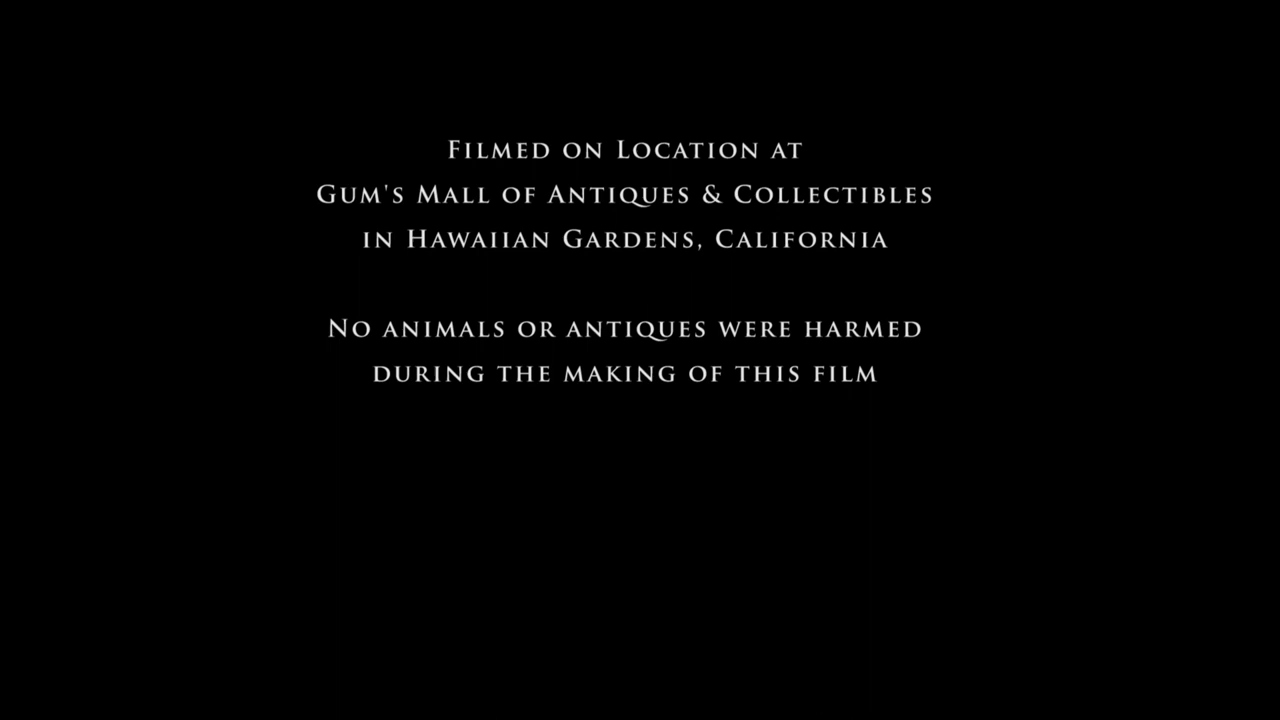 Filmed on Location at
Gum's Mall of Antiques & Collectibles
in Hawaiian Gardens, California
No animals or antiques were harmed
during the making of this film